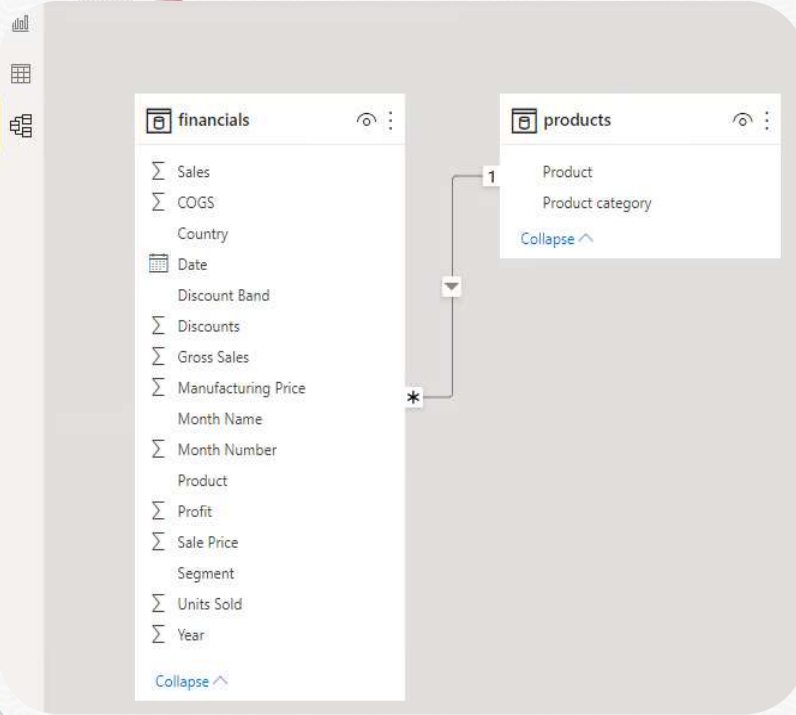 financials
Sales
COGS
Country
Date
Discount Band
Discounts
Gross Sales
Manufacturing Price
Month Name
Month Number
Product
Profit
Sale Price
Segment
Units Sold
Year
Collapse
1
*
products
Product
Product category
Collapse